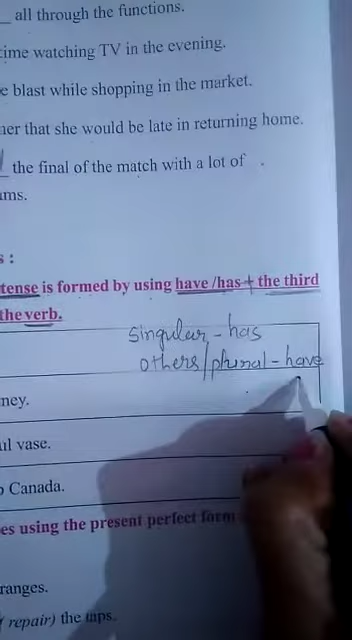 all through the functions.
time watching TV in the evening.
e blast while shopping in the market.
her that she would be late in returning home.
the final of the match with a lot of .
ms.
s :
tense is formed by using have /has + the third
the verb.
singular - has
others/plural - have
ney.
ul vase.
o Canada.
es using the present perfect form
ranges.
(repair) the taps.